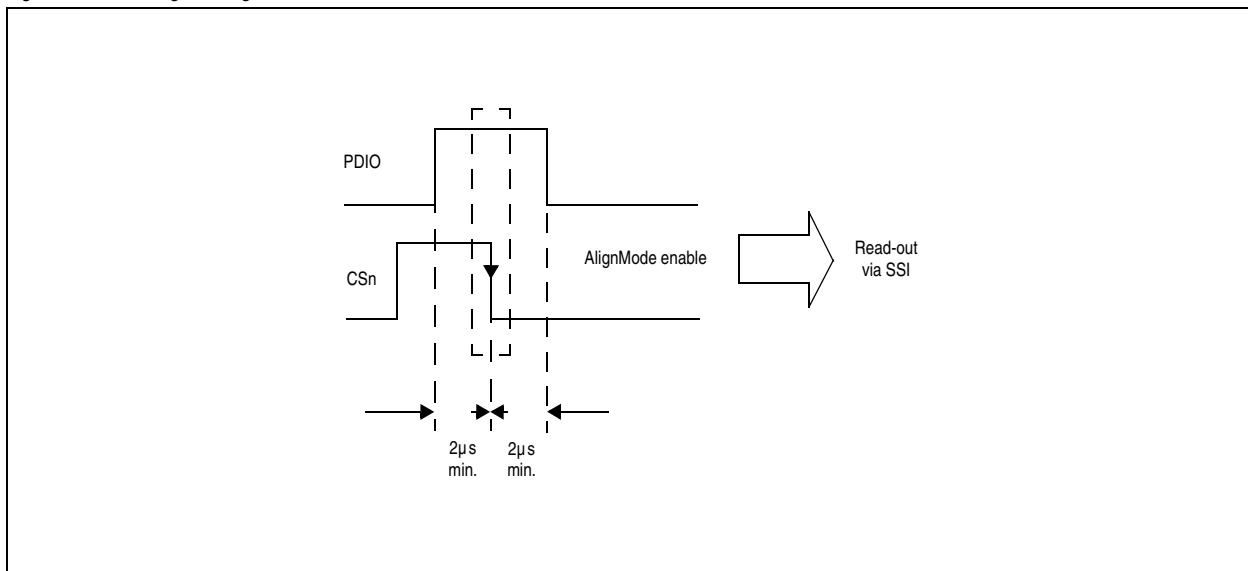 PDIO
CSn
AlignMode enable
Read-out
via SSI
2µs
min.
2µs
min.